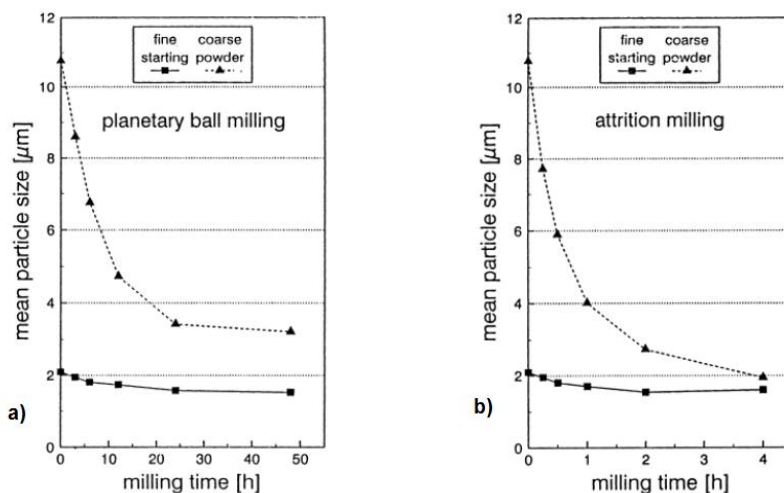 12
10
8
6
4
2
0
mean particle size [µm]
fine coarse
starting powder
planetary ball milling
0 10 20 30 40 50
milling time [h]
a)
12
10
8
6
4
2
0
mean particle size [µm]
fine coarse
starting powder
attrition milling
0 1 2 3 4
milling time [h]
b)